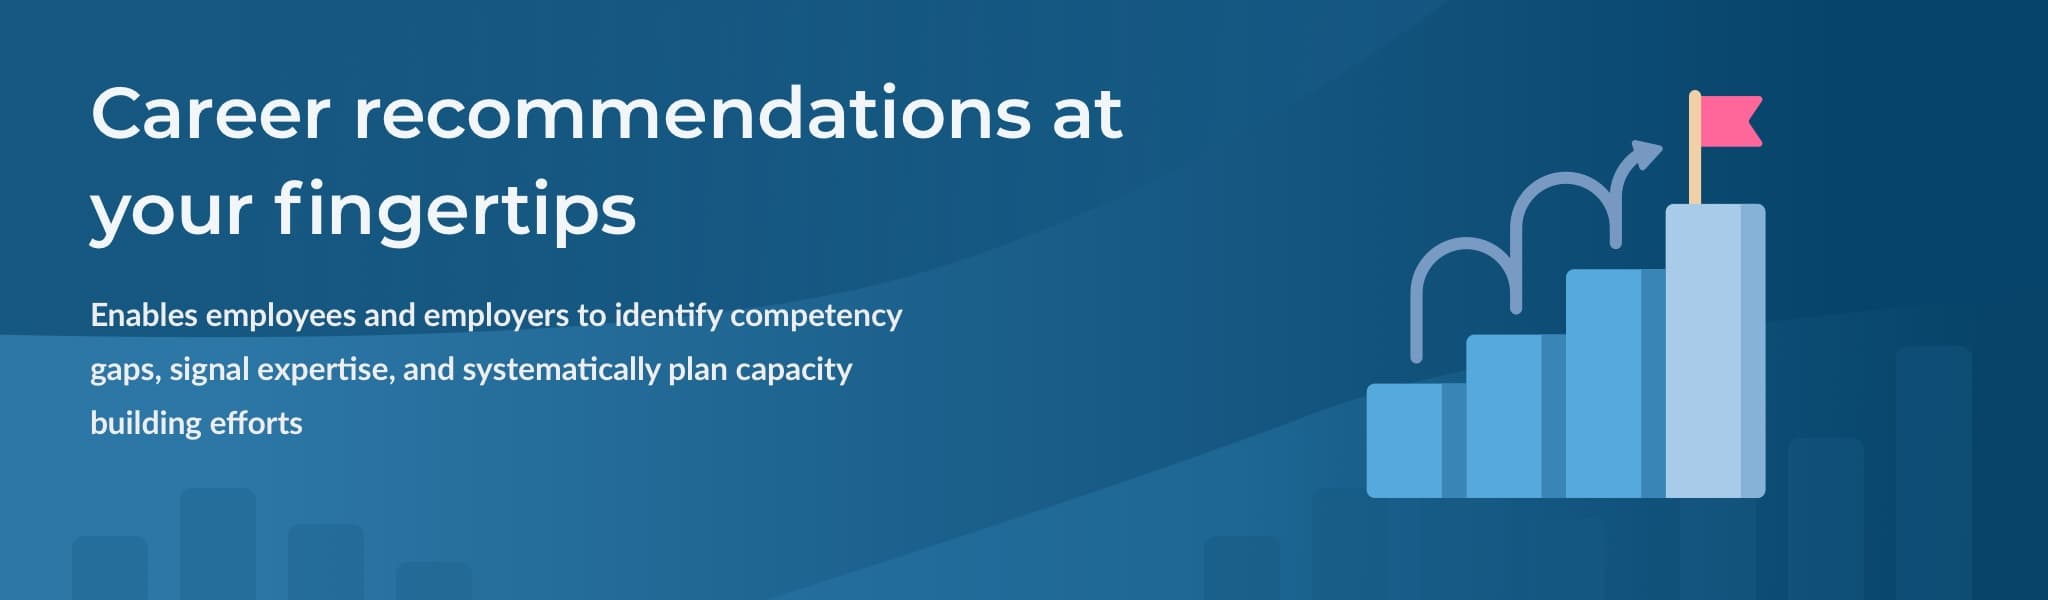 Career recommendations at
your fingertips
Enables employees and employers to identify competency
gaps, signal expertise, and systematically plan capacity
building efforts